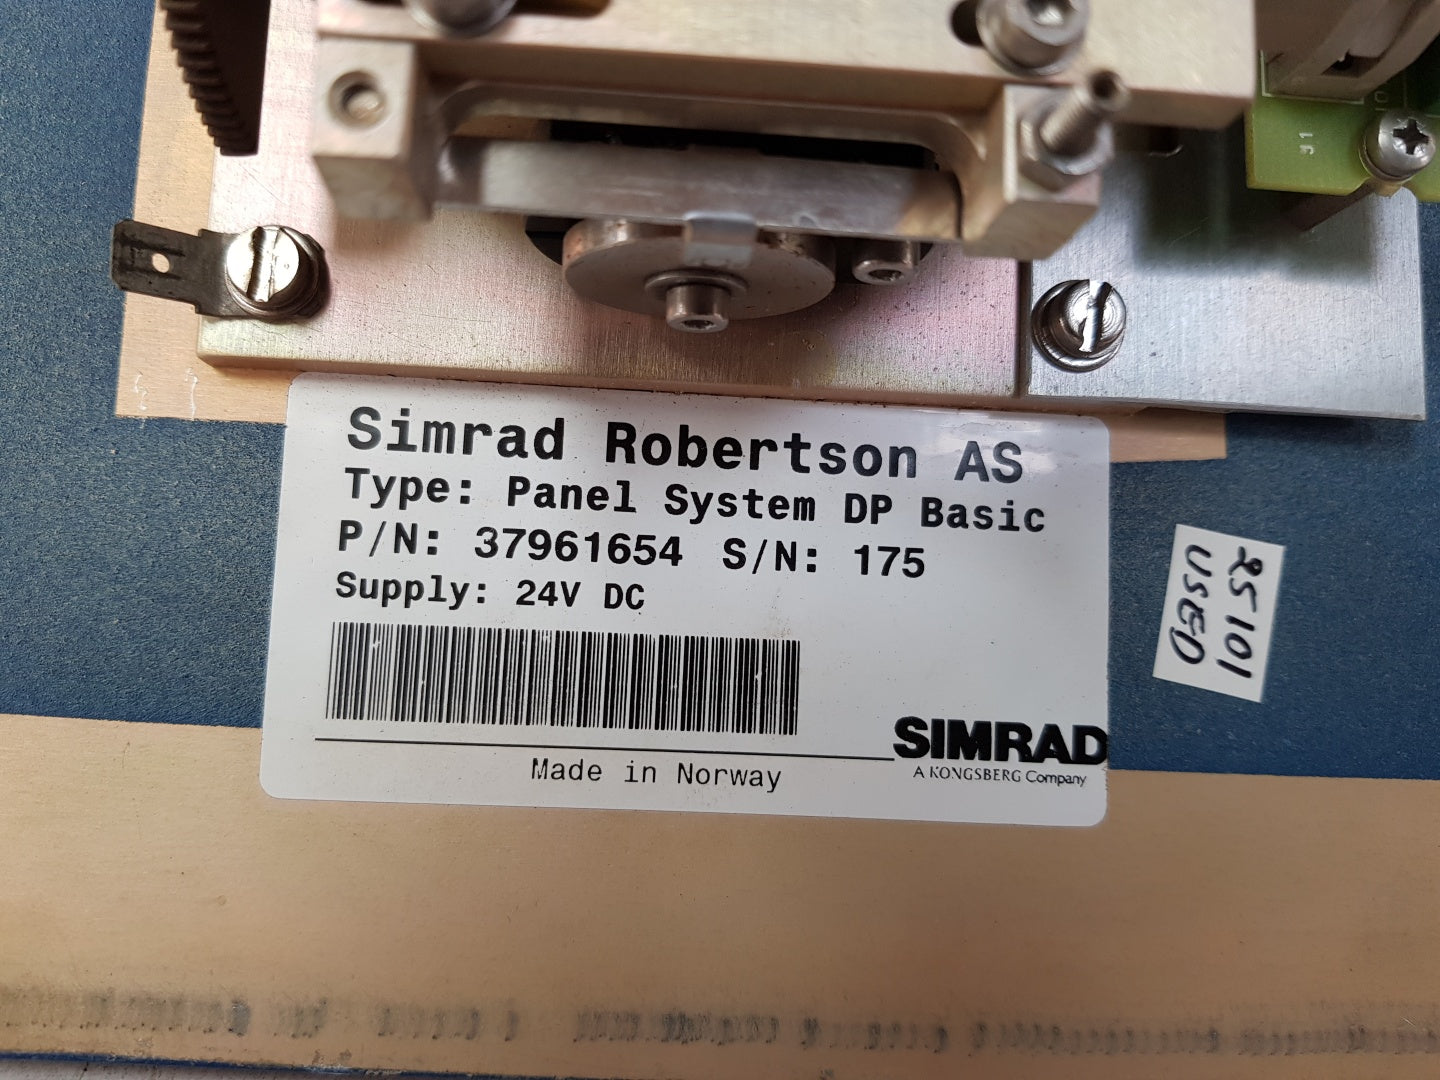 Simrad Robertson AS
Type: Panel System DP Basic
P/N: 37961654 S/N: 175
Supply: 24V DC
Made in Norway
SIMRAD
A KONGSBERG Company
25101
USED
J1